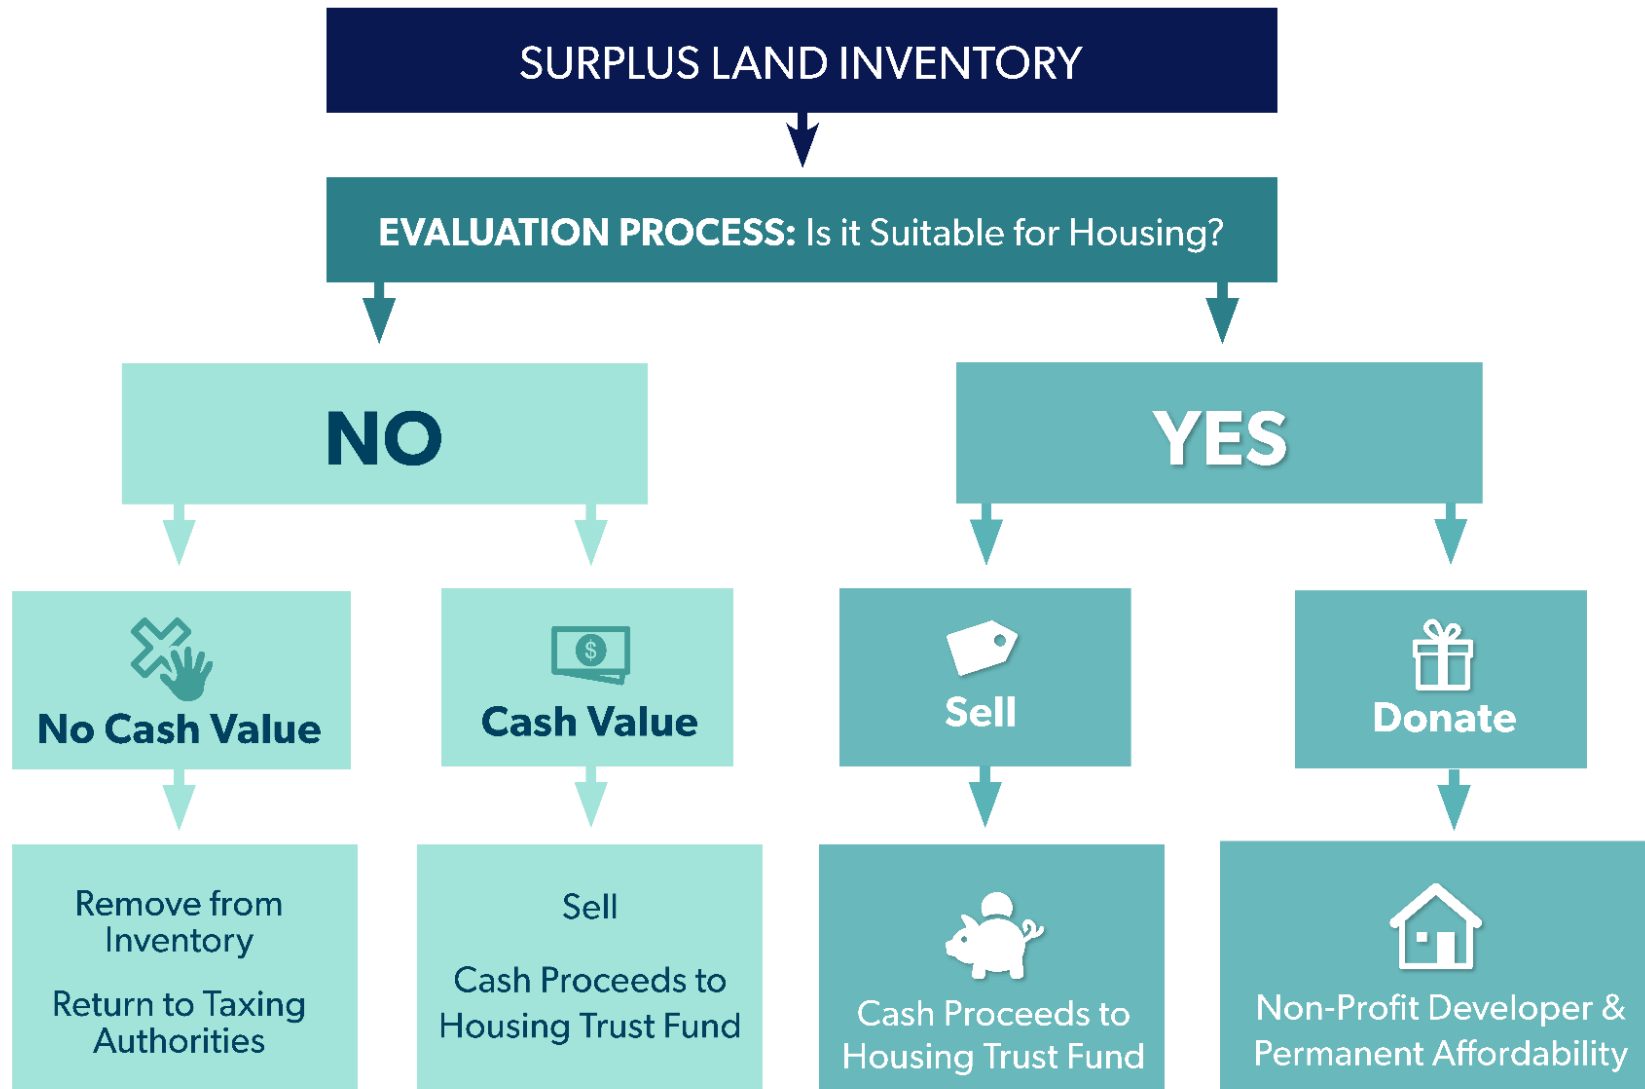 SURPLUS LAND INVENTORY
EVALUATION PROCESS: Is it Suitable for Housing?
NO
YES
No Cash Value
$
Cash Value
Sell
Donate
Remove from
Inventory
Return to Taxing
Authorities
Sell
Cash Proceeds to
Housing Trust Fund
Cash Proceeds to
Housing Trust Fund
Non-Profit Developer &
Permanent Affordability